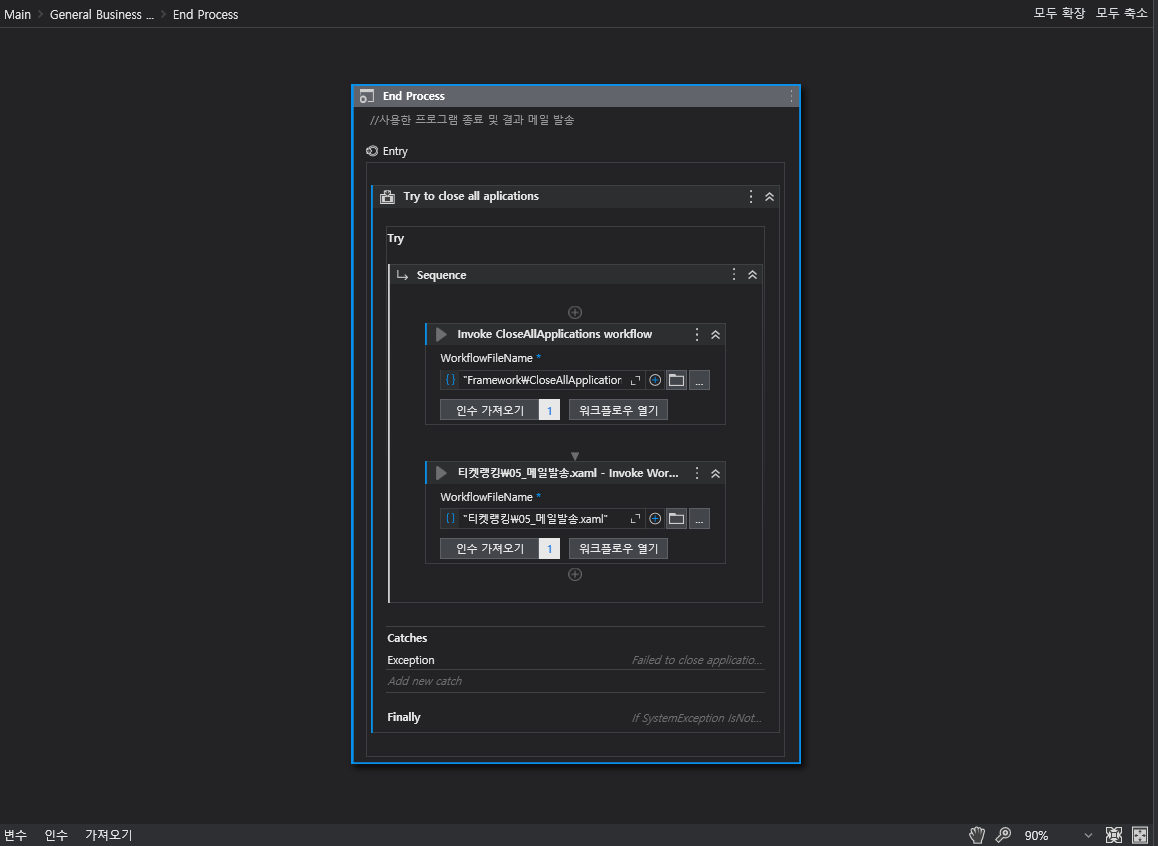 Main > General Business ... > End Process
모두 확장 모두 축소
End Process
//사용한 프로그램 종료 및 결과 메일 발송
Entry
Try to close all aplications
Try
Sequence
Invoke CloseAllApplications workflow
WorkflowFileName *
"Framework\CloseAllApplication
...
인수 가져오기 1 워크플로우 열기
티켓랭킹\05_메일발송.xaml - Invoke Wor...
WorkflowFileName *
"티켓랭킹\05_메일발송.xaml"
...
인수 가져오기 1 워크플로우 열기
Catches
Exception Failed to close applicatio...
Add new catch
Finally If SystemException IsNot...
변수 인수 가져오기 90%